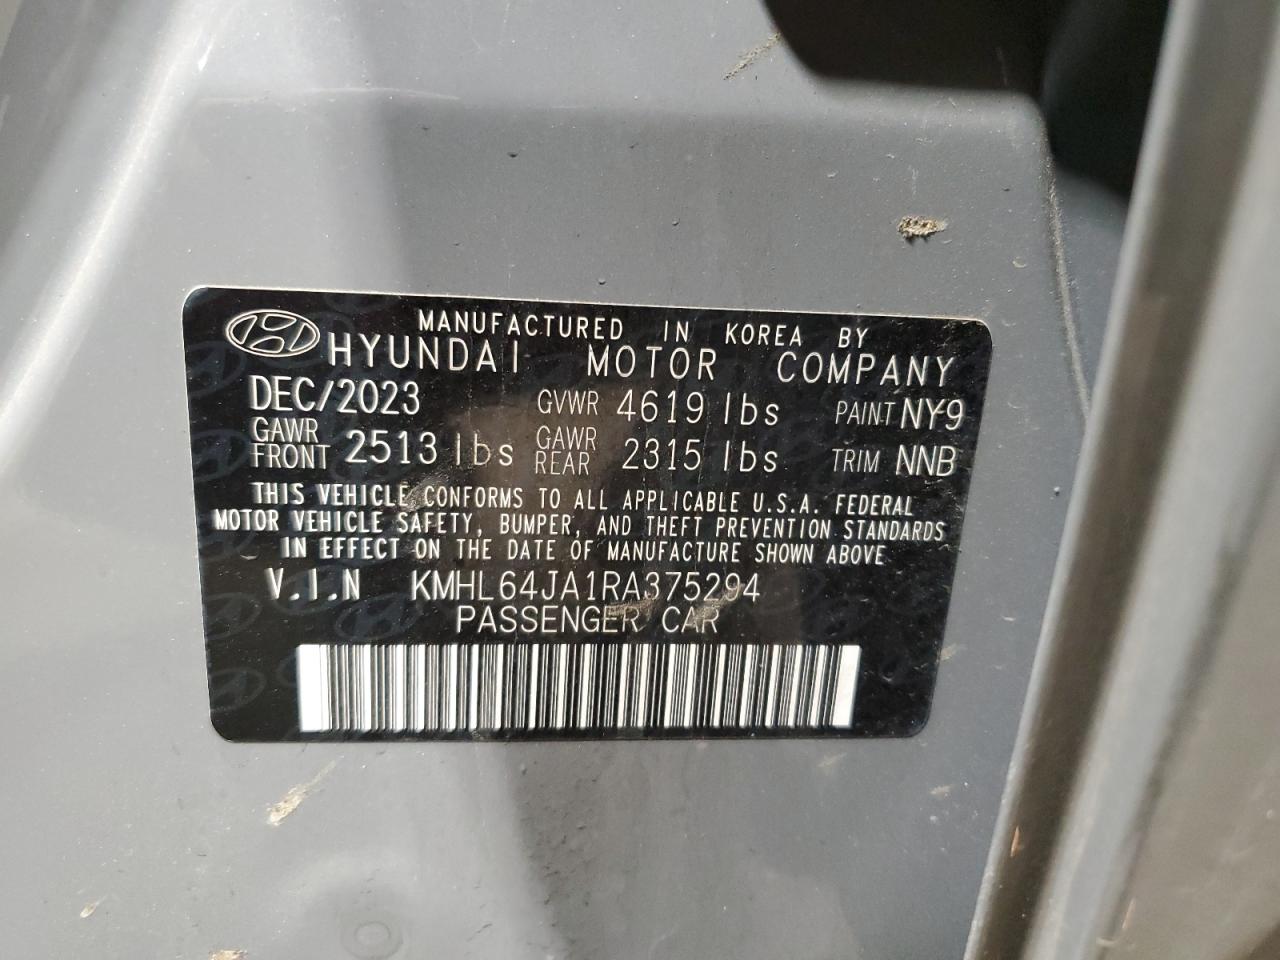 MANUFACTURED IN KOREA BY
HYUNDAI MOTOR COMPANY
DEC/2023 GVWR 4619 lbs PAINT NY9
GAWR FRONT 2513 lbs GAWR REAR 2315 lbs TRIM NNB
THIS VEHICLE CONFORMS TO ALL APPLICABLE U.S.A. FEDERAL
MOTOR VEHICLE SAFETY, BUMPER, AND THEFT PREVENTION STANDARDS
IN EFFECT ON THE DATE OF MANUFACTURE SHOWN ABOVE
V.I.N KMHL64JA1RA375294
PASSENGER CAR